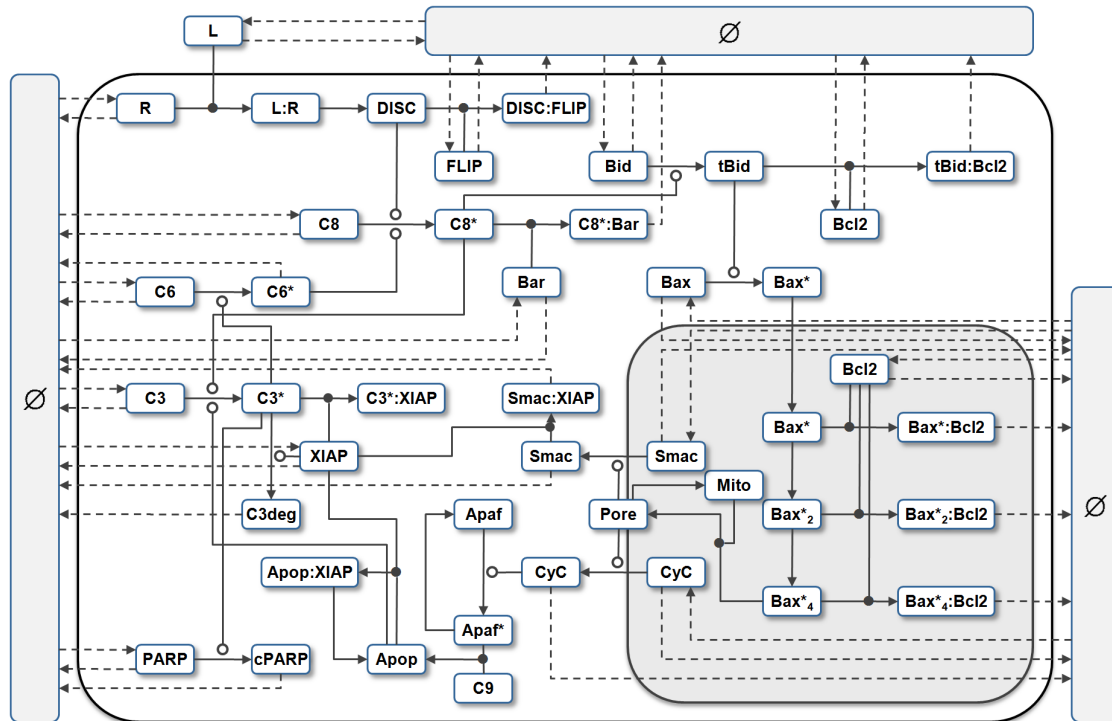 L
∅
R
L:R
DISC
DISC:FLIP
FLIP
Bid
tBid
tBid:Bcl2
C8
C8*
C8*:Bar
Bcl2
C6
C6*
Bar
Bax
Bax*
∅
C3
C3*
C3*:XIAP
Smac:XIAP
Bcl2
Bax*
Bax*:Bcl2
XIAP
Smac
Smac
Mito
C3deg
Apaf
Pore
Bax*₂
Bax*₂:Bcl2
∅
Apop:XIAP
CyC
CyC
Bax*₄
Bax*₄:Bcl2
Apaf*
PARP
cPARP
Apop
C9